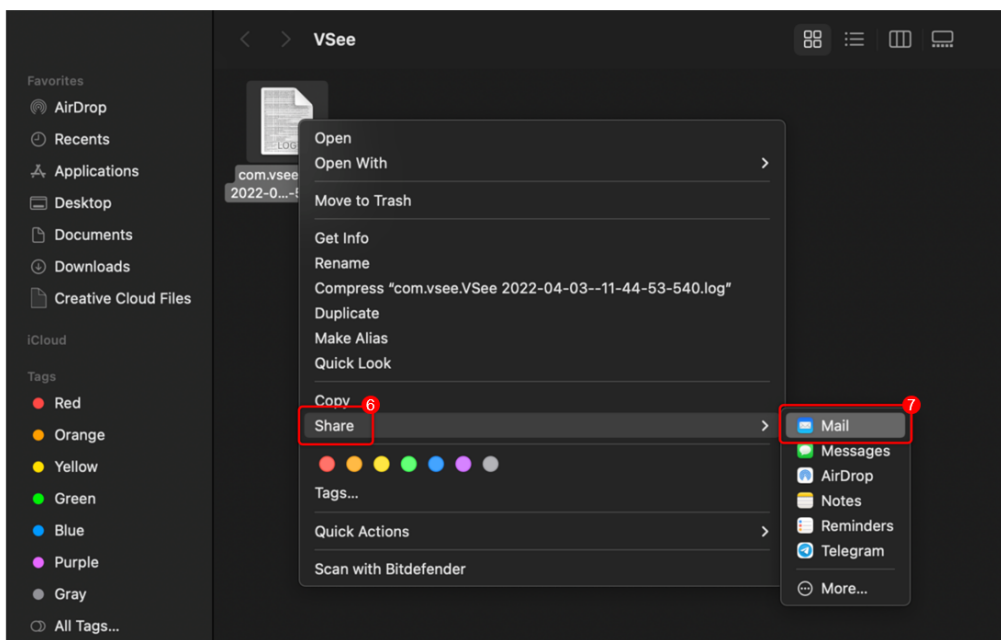 VSee
Favorites
AirDrop
Recents
Applications
Desktop
Documents
Downloads
Creative Cloud Files
iCloud
Tags
Red
Orange
Yellow
Green
Blue
Purple
Gray
All Tags...
LOG
com.vsee
2022-0...-5
Open
Open With
Move to Trash
Get Info
Rename
Compress “com.vsee.VSee 2022-04-03--11-44-53-540.log”
Duplicate
Make Alias
Quick Look
Copy
6
Share
Tags...
Quick Actions
Scan with Bitdefender
7
Mail
Messages
AirDrop
Notes
Reminders
Telegram
More...